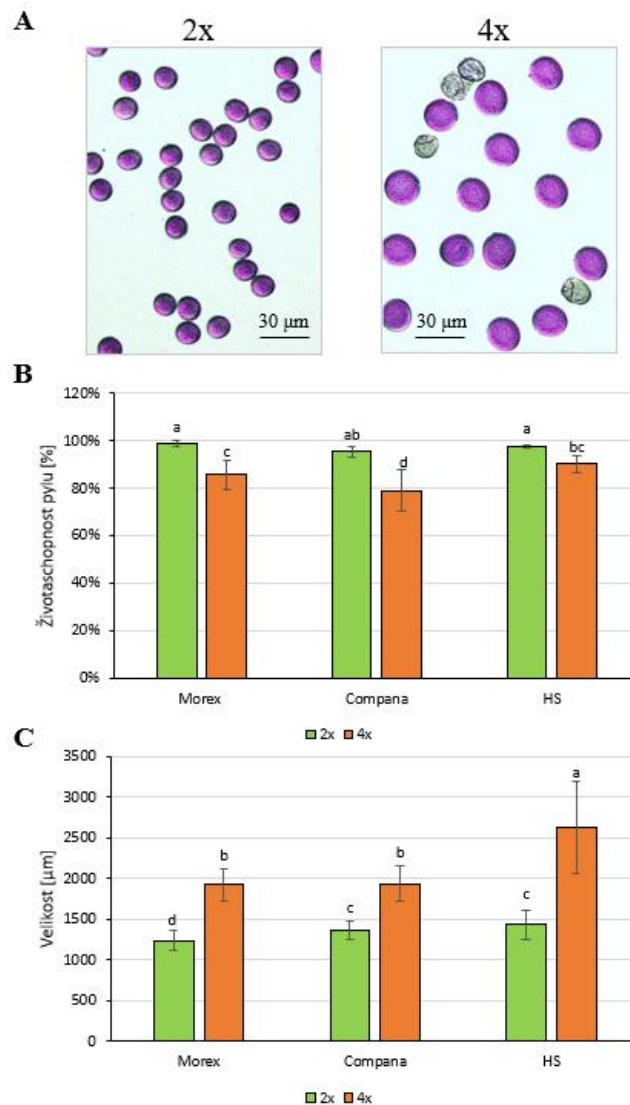 A
2x 4x
30 µm 30 µm
B
Životaschopnost pylu [%]
120%
100%
80%
60%
40%
20%
0%
a c ab d a bc
Morex Compana HS
2x 4x
C
Velikost [µm]
3500
3000
2500
2000
1500
1000
500
0
d b c b c a
Morex Compana HS
2x 4x